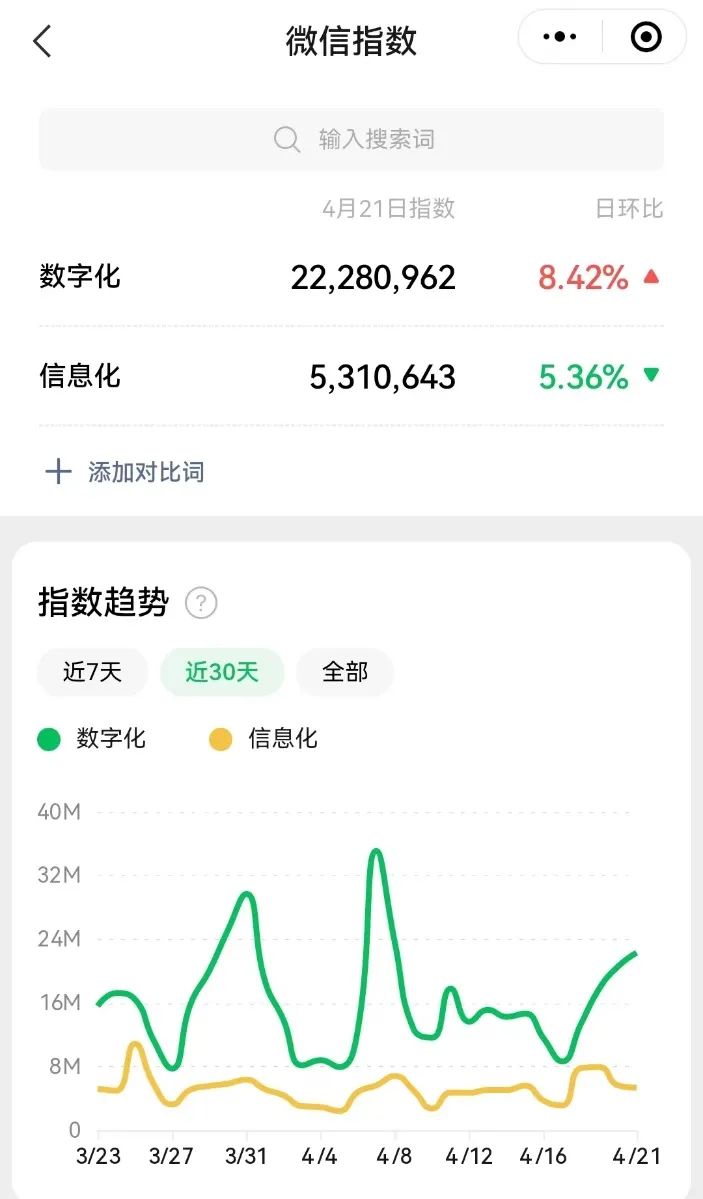 微信指数
输入搜索词
4月21日指数 日环比
数字化 22,280,962 8.42% ▲
信息化 5,310,643 5.36% ▼
+ 添加对比词
指数趋势 ?
近7天 近30天 全部
数字化 信息化
40M
32M
24M
16M
8M
0
3/23 3/27 3/31 4/4 4/8 4/12 4/16 4/21